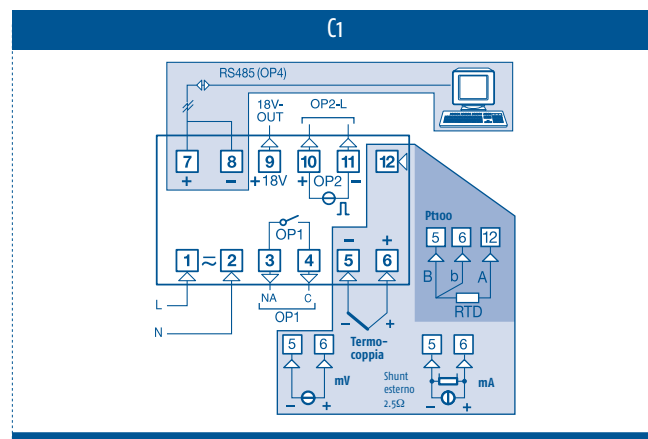 C1
RS485 (OP4)
18V-
OUT
OP2-L
7
8
9
10
11
12
+
-
+18V
+
OP2
-
OP1
Pt100
5
6
12
B
b
A
RTD
1
2
3
4
-
+
5
6
L
N
NA
C
OP1
-
+
Termo-
coppia
5
6
mV
-
+
Shunt
esterno
2.5Ω
5
6
mA
-
+